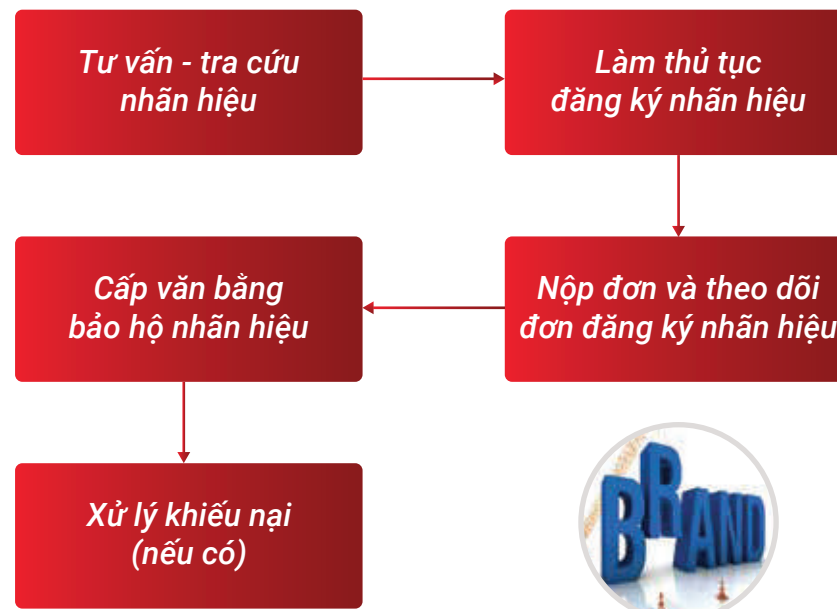 Tư vấn - tra cứu
nhãn hiệu
Làm thủ tục
đăng ký nhãn hiệu
Nộp đơn và theo dõi
đơn đăng ký nhãn hiệu
Cấp văn bằng
bảo hộ nhãn hiệu
Xử lý khiếu nại
(nếu có)
BRAND